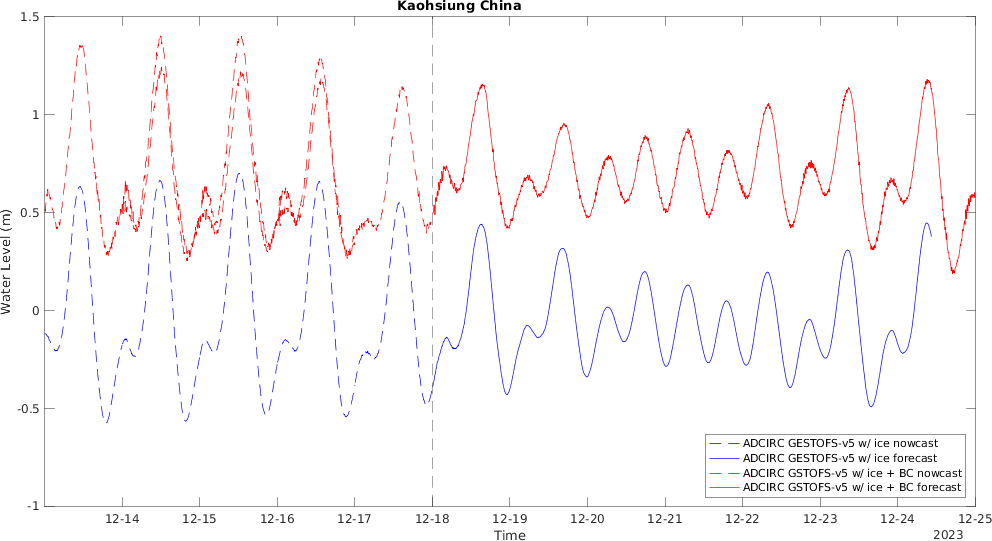 Kaohsiung China
1.5
1
0.5
0
-0.5
-1
Water Level (m)
12-14 12-15 12-16 12-17 12-18 12-19 12-20 12-21 12-22 12-23 12-24 12-25
Time
2023
ADCIRC GESTOFS-v5 w/ ice nowcast
ADCIRC GESTOFS-v5 w/ ice forecast
ADCIRC GSTOFS-v5 w/ ice + BC nowcast
ADCIRC GSTOFS-v5 w/ ice + BC forecast